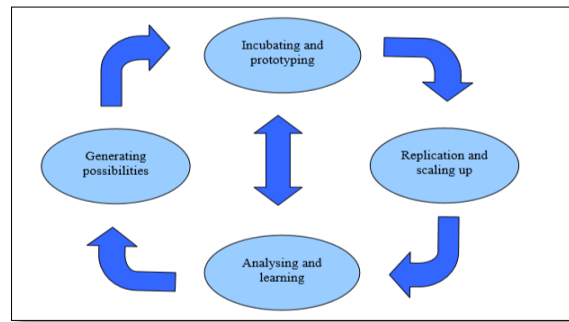 Incubating and
prototyping
Generating
possibilities
Replication and
scaling up
Analysing and
learning